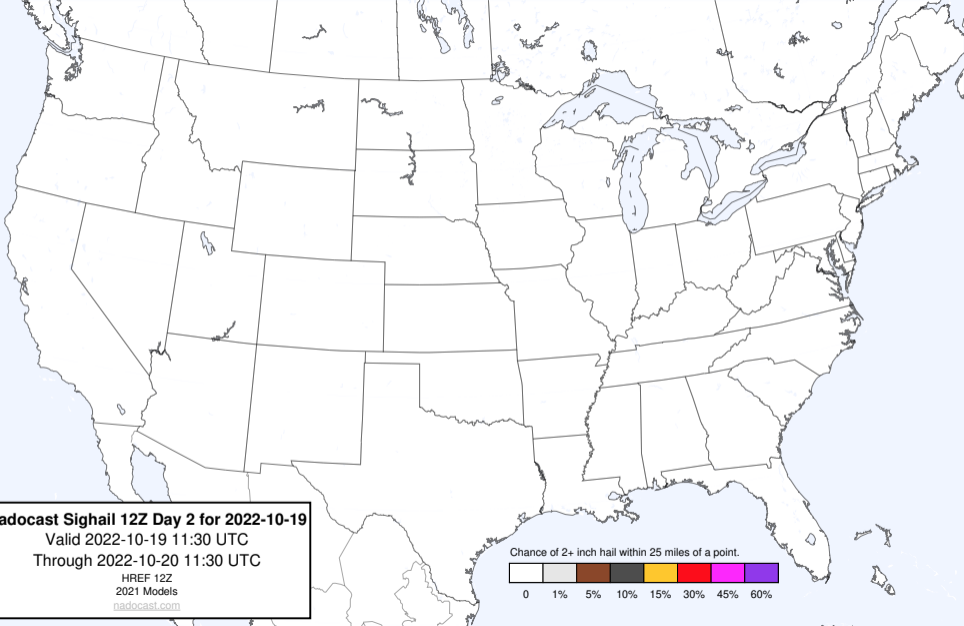 adocast Sighail 12Z Day 2 for 2022-10-19
Valid 2022-10-19 11:30 UTC
Through 2022-10-20 11:30 UTC
HREF 12Z
2021 Models
nadocast.com
Chance of 2+ inch hail within 25 miles of a point.
0 1% 5% 10% 15% 30% 45% 60%